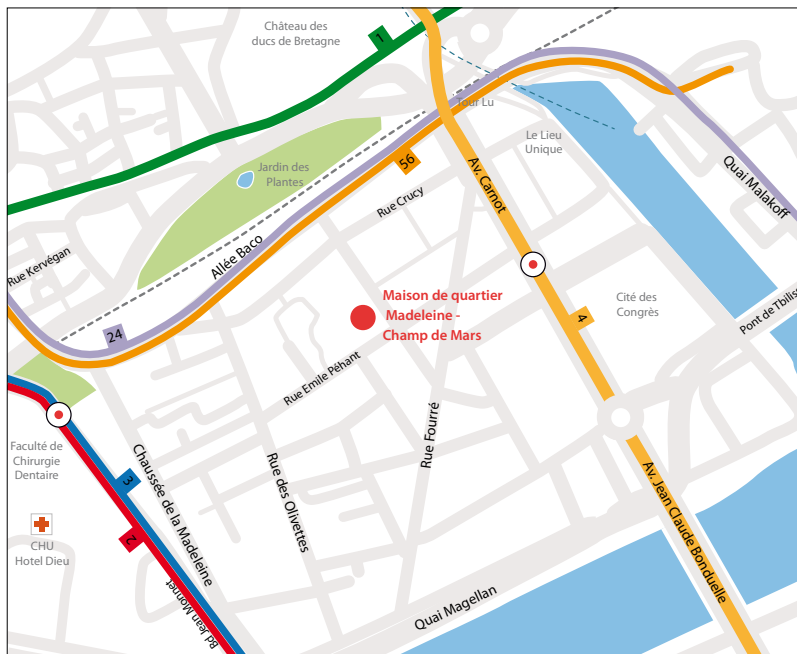 Château des
ducs de Bretagne
1
Tour Lu
Le Lieu
Unique
56
Av. Carnot
Quai Malakoff
Jardin des
Plantes
Rue Crucy
Rue Kervégan
Allée Baco
Maison de quartier
Madeleine -
Champ de Mars
Cité des
Congrès
4
Pont de Tbilissi
24
Rue Emile Péhant
Rue Fourré
Faculté de
Chirurgie
Dentaire
3
Chaussée de la Madeleine
Rue des Olivettes
Av. Jean Claude Bonduelle
2
CHU
Hotel Dieu
Bd Jean Monnet
Quai Magellan